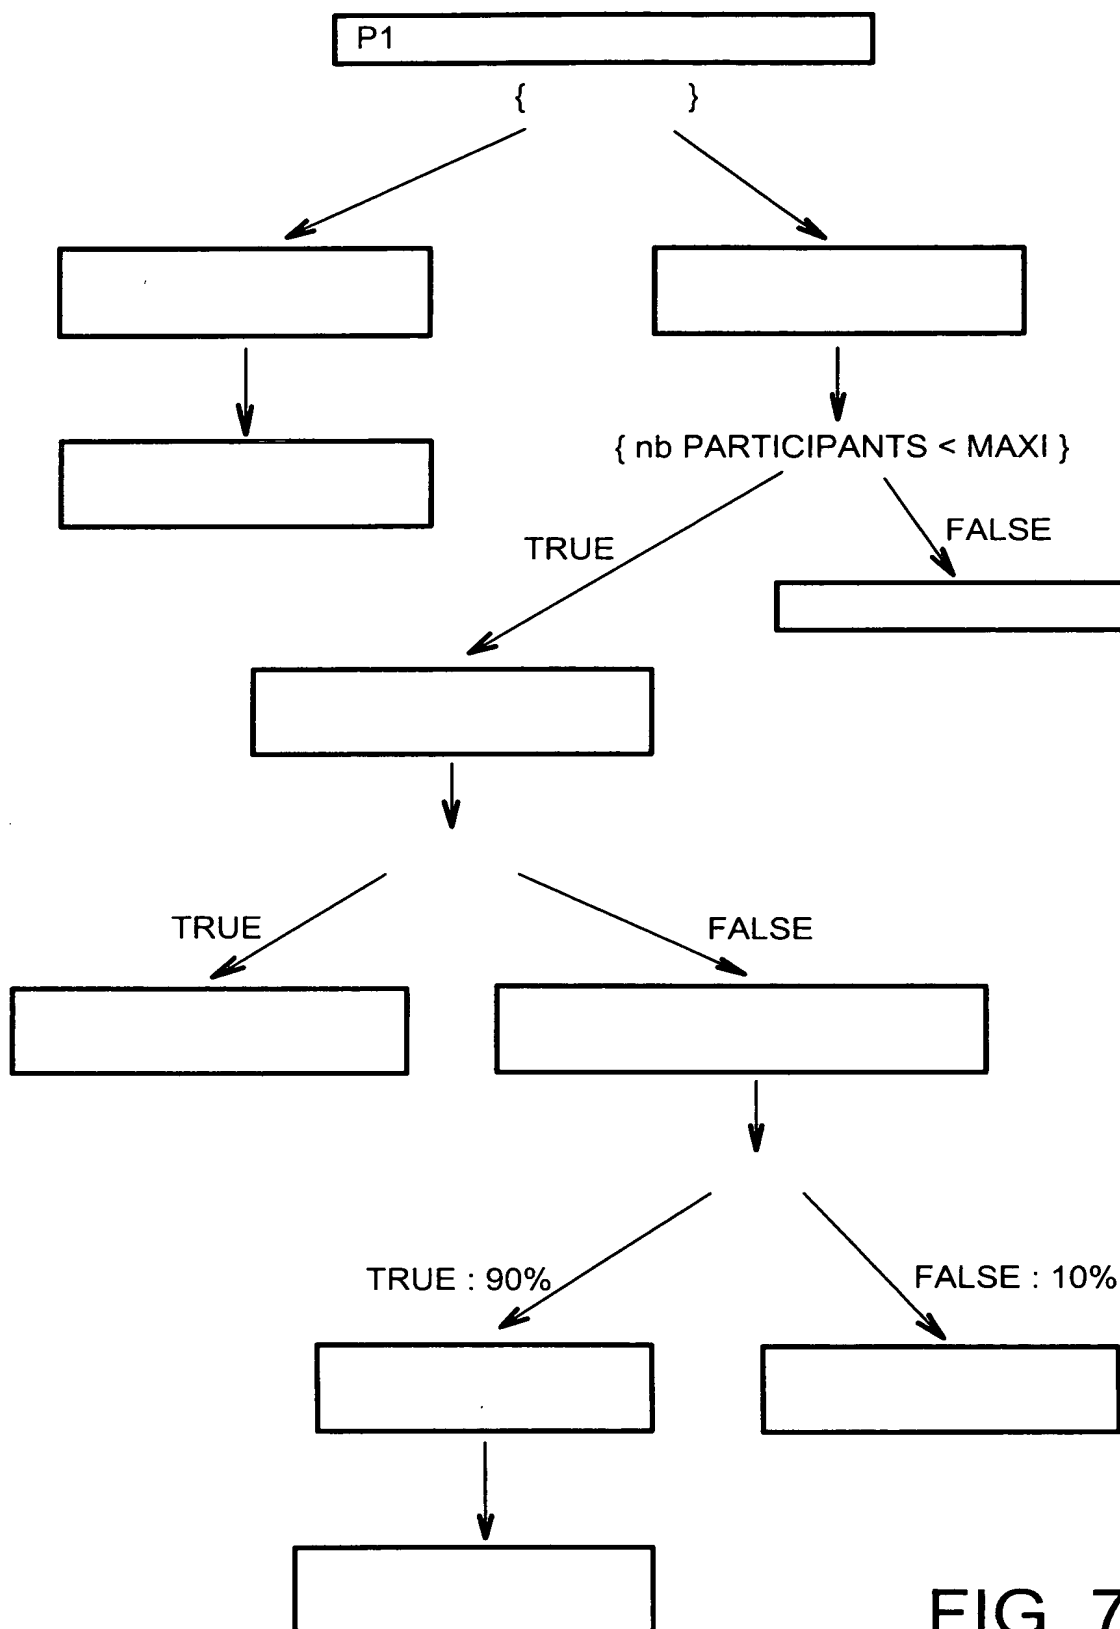 P1
{ }
{ nb PARTICIPANTS < MAXI }
TRUE
FALSE
TRUE
FALSE
TRUE : 90%
FALSE : 10%
FIG. 7